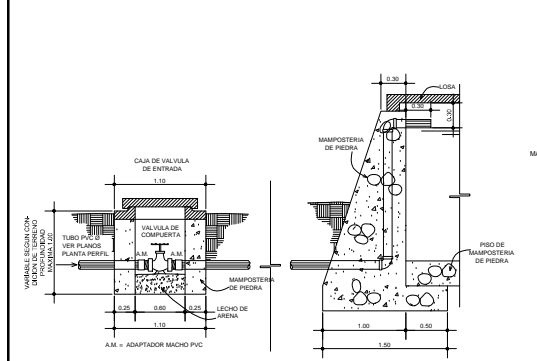 CAJA DE VALVULA
DE ENTRADA
1.10
VARIABLE SEGUN CON-
DICION DE TERRENO
PROFUNDIDAD
MAXIMA 1.20
TUBO PVC Ø
VER PLANOS
PLANTA PERFIL
VALVULA DE
COMPUERTA
A.M.
A.M.
MAMPOSTERIA
DE PIEDRA
0.25
0.60
0.25
LECHO DE
ARENA
1.10
A.M. = ADAPTADOR MACHO PVC
0.30
LOSA
0.30
0.30
MAMPOSTERIA
DE PIEDRA
PISO DE
MAMPOSTERIA
DE PIEDRA
1.00
0.50
1.50